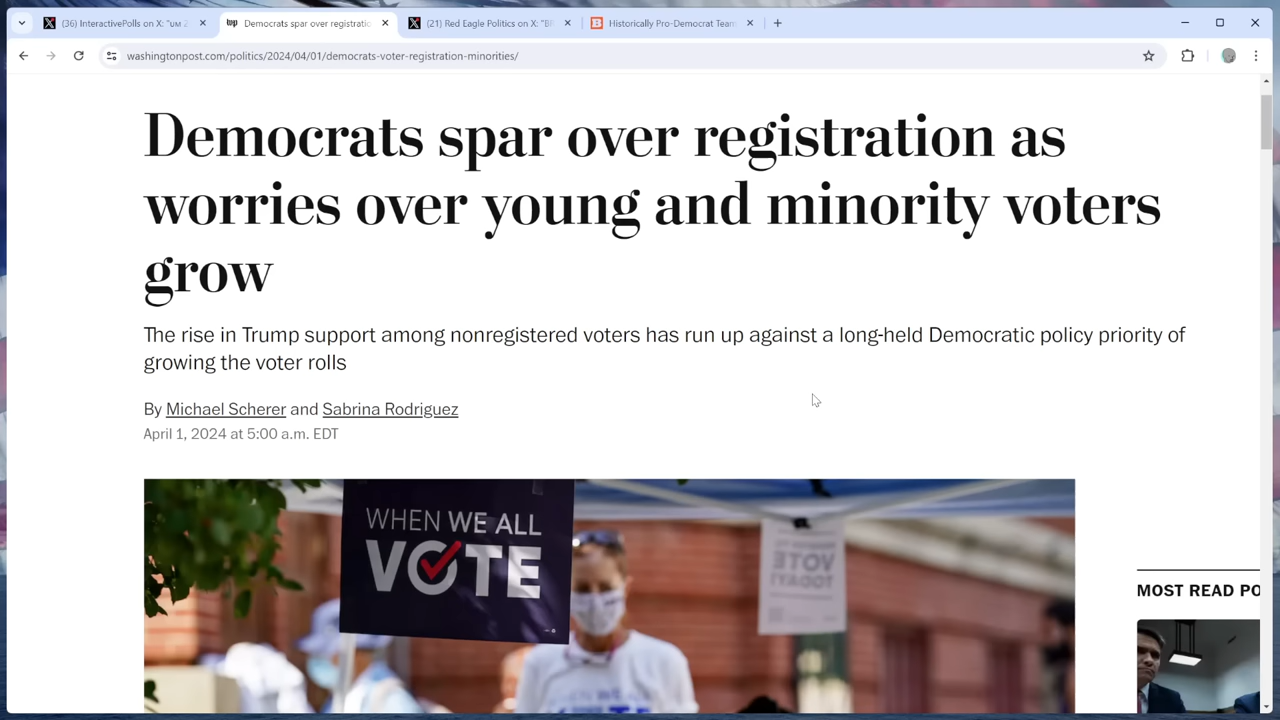 (36) InteractivePolls on X: "
Democrats spar over registratio
(21) Red Eagle Politics on X: "BR
Historically Pro-Democrat Team
washingtonpost.com/politics/2024/04/01/democrats-voter-registration-minorities/
Democrats spar over registration as
worries over young and minority voters
grow
The rise in Trump support among nonregistered voters has run up against a long-held Democratic policy priority of
growing the voter rolls
By Michael Scherer and Sabrina Rodriguez
April 1, 2024 at 5:00 a.m. EDT
WHEN WE ALL
VOTE
VOTE
TODAY!
MOST READ PO